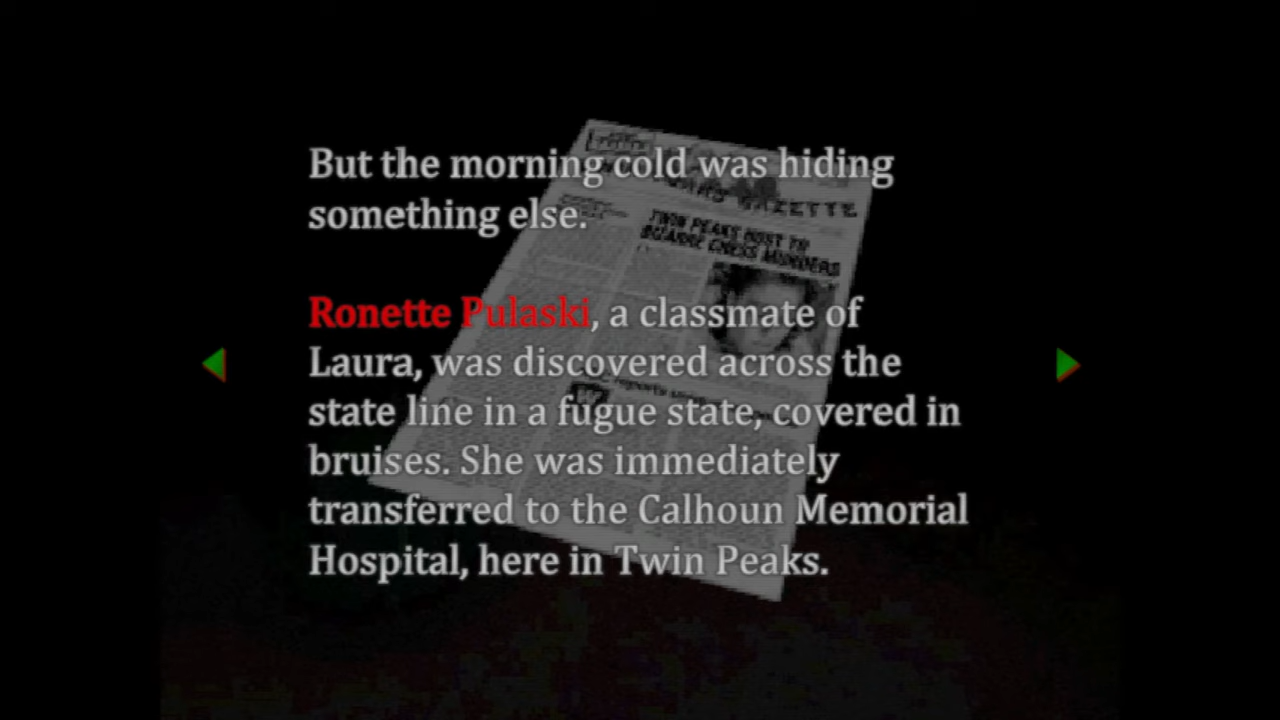 But the morning cold was hiding
something else.
Ronette Pulaski, a classmate of
Laura, was discovered across the
state line in a fugue state, covered in
bruises. She was immediately
transferred to the Calhoun Memorial
Hospital, here in Twin Peaks.
GAZETTE
TWIN PEAKS HOST TO
BIZARRE CHESS MURDERS